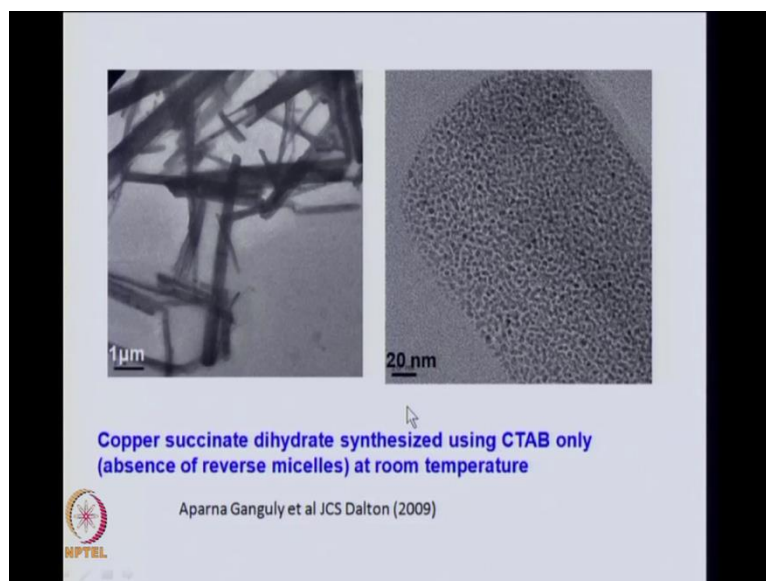 1µm
20 nm
Copper succinate dihydrate synthesized using CTAB only
(absence of reverse micelles) at room temperature
Aparna Ganguly et al JCS Dalton (2009)
NPTEL